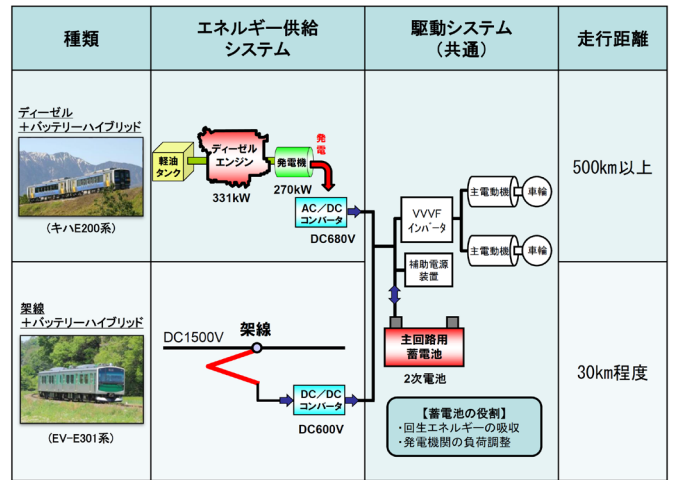 種類
エネルギー供給
システム
駆動システム
(共通)
走行距離
ディーゼル
+バッテリーハイブリッド
(キハE200系)
軽油
タンク
ディーゼル
エンジン
331kW
発電機
270kW
発電
AC/DC
コンバータ
DC680V
VVVF
インバータ
主電動機
車輪
主電動機
車輪
補助電源
装置
主回路用
蓄電池
2次電池
500km以上
架線
+バッテリーハイブリッド
(EV-E301系)
DC1500V
架線
DC/DC
コンバータ
DC600V
【蓄電池の役割】
・回生エネルギーの吸収
・発電機関の負荷調整
30km程度